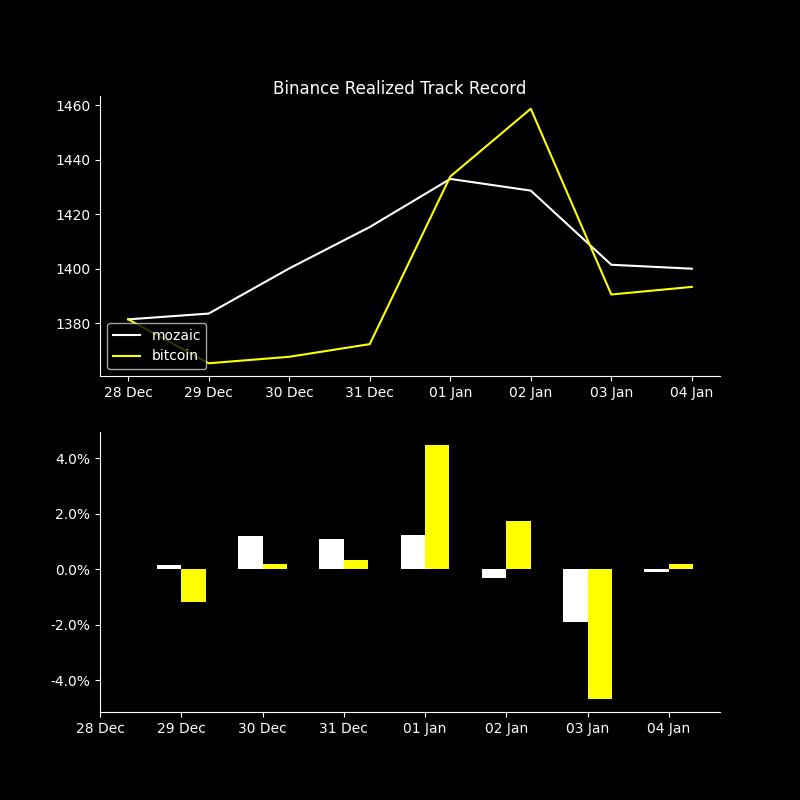 Binance Realized Track Record
1460
1440
1420
1400
1380
mozaic
bitcoin
28 Dec 29 Dec 30 Dec 31 Dec 01 Jan 02 Jan 03 Jan 04 Jan
4.0%
2.0%
0.0%
-2.0%
-4.0%
28 Dec 29 Dec 30 Dec 31 Dec 01 Jan 02 Jan 03 Jan 04 Jan